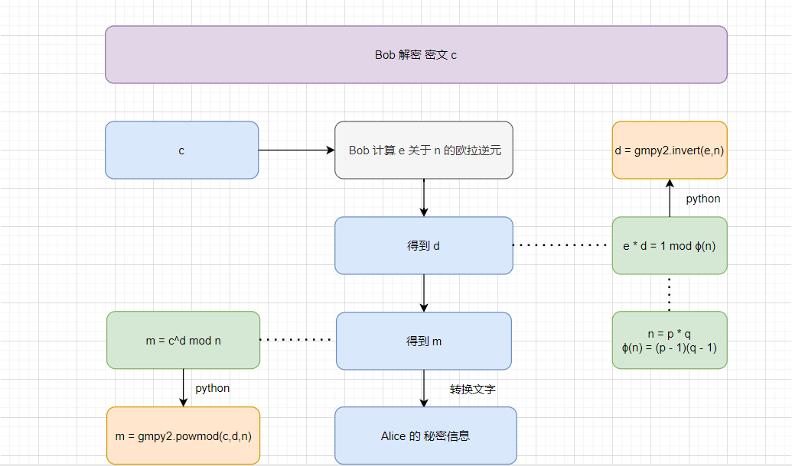 Bob 解密 密文 c
c
Bob 计算 e 关于 n 的欧拉逆元
d = gmpy2.invert(e,n)
python
得到 d
e * d = 1 mod ϕ(n)
m = c^d mod n
得到 m
n = p * q
ϕ(n) = (p - 1)(q - 1)
python
转换文字
m = gmpy2.powmod(c,d,n)
Alice 的 秘密信息